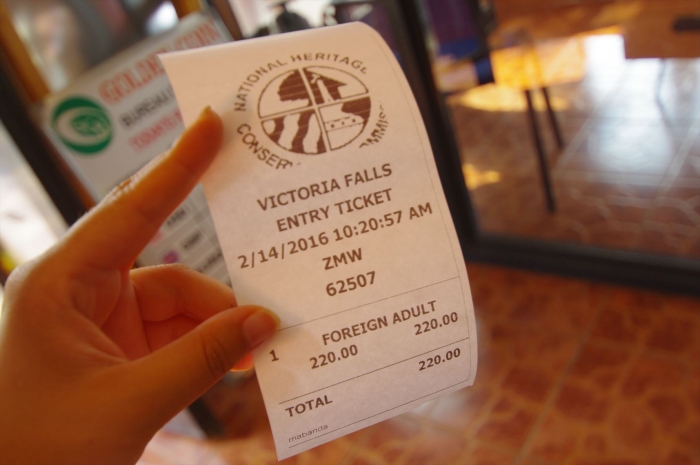 NATIONAL HERITAGE
CONSER
MMISS
VICTORIA FALLS
ENTRY TICKET
2/14/2016 10:20:57 AM
ZMW
62507
FOREIGN ADULT
1 220.00 220.00
220.00
TOTAL
mabanda
BUREAU